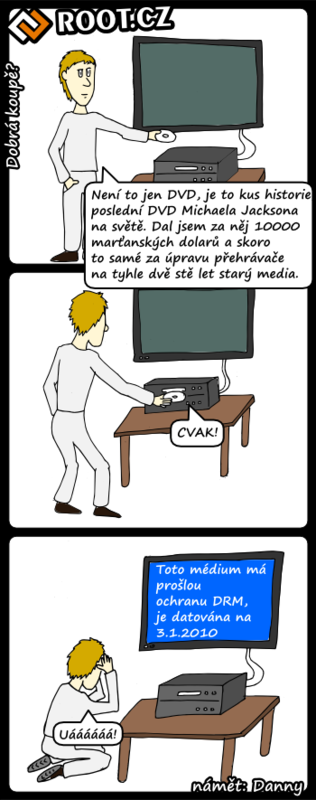 ROOT.CZ
Dobrá koupě?
Není to jen DVD, je to kus historie
poslední DVD Michaela Jacksona
na světě. Dal jsem za něj 10000
marťanských dolarů a skoro
to samé za úpravu přehrávače
na tyhle dvě stě let starý media.
CVAK!
Toto médium má
prošlou
ochranu DRM,
je datována na
3.1.2010
Uáááááá!
námět: Danny